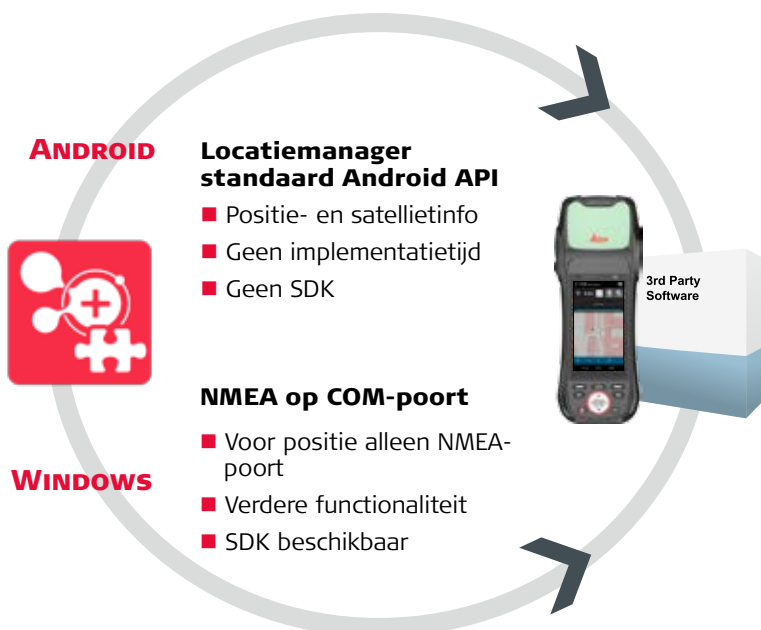 ANDROID
Locatiemanager
standaard Android API
Positie- en satellietinfo
Geen implementatietijd
Geen SDK
3rd Party
Software
NMEA op COM-poort
Voor positie alleen NMEA-
poort
WINDOWS
Verdere functionaliteit
SDK beschikbaar
Leica